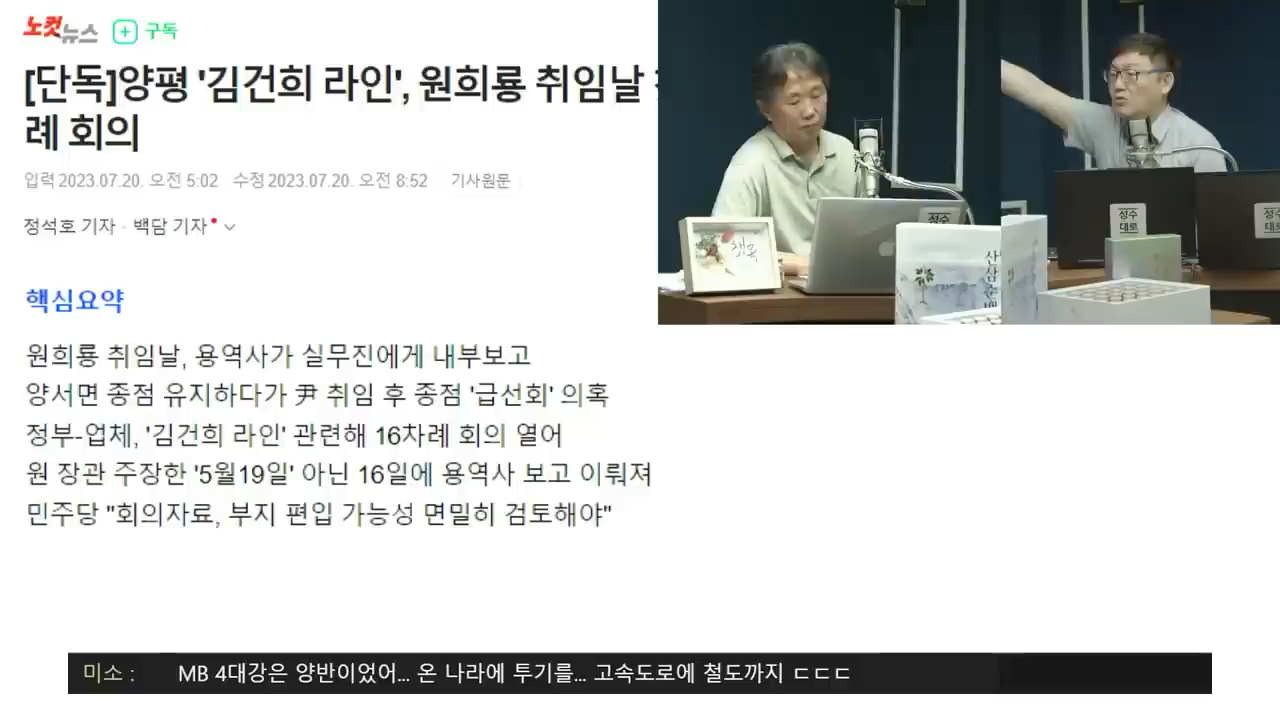 노컷뉴스 구독
[단독]양평 '김건희 라인', 원희룡 취임날
례 회의
입력 2023.07.20. 오전 5:02 수정 2023.07.20. 오전 8:52 기사원문
정석호 기자 · 백담 기자
핵심요약
원희룡 취임날, 용역사가 실무진에게 내부보고
양서면 종점 유지하다가 尹 취임 후 종점 '급선회' 의혹
정부-업체, '김건희 라인' 관련해 16차례 회의 열어
원 장관 주장한 '5월19일' 아닌 16일에 용역사 보고 이뤄져
민주당 "회의자료, 부지 편입 가능성 면밀히 검토해야"
성수
성수
대로
산삼순백
미소 : MB 4대강은 양반이었어... 온 나라에 투기를... 고속도로에 철도까지 ㄷㄷㄷ